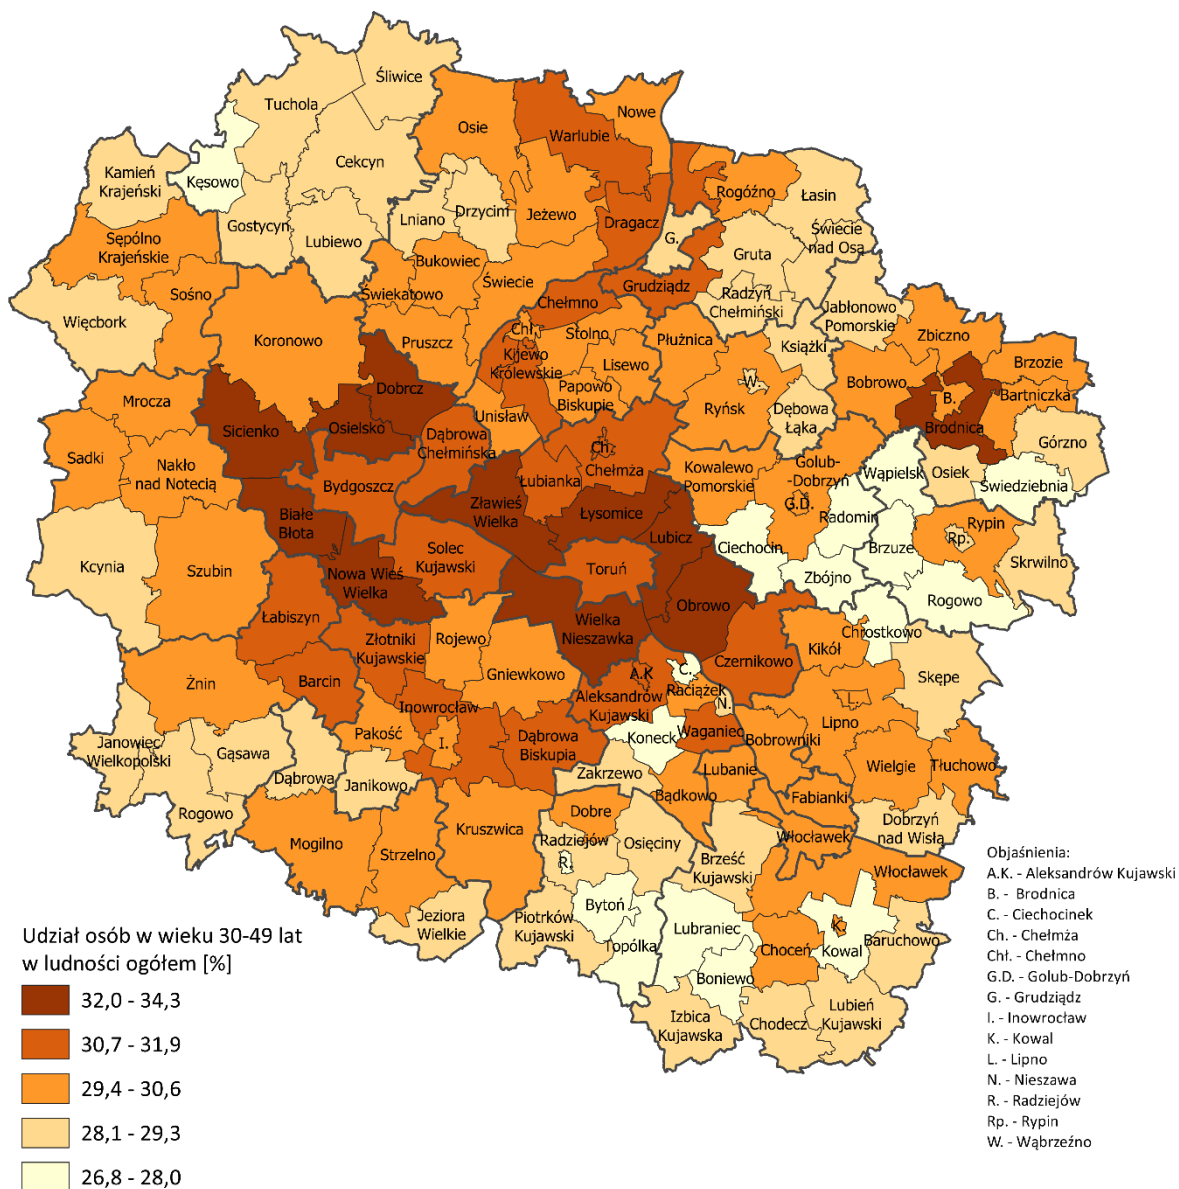 Śliwice
Tuchola
Nowe
Osie
Warlubie
Cekcyn
Kamień
Krajeński
Kęsowo
Rogóźno
Łasin
Lniano
Drzycim
Jeżewo
Dragacz
Gostycyn
Lubiewo
G.
Świecie
nad Osą
Sępólno
Krajeńskie
Bukowiec
Gruta
Świecie
Sośno
Świekatowo
Grudziądz
Radzyń
Chełmiński
Chełmno
Jabłonowo
Pomorskie
Więcbork
Chł.
Stolno
Płużnica
Zbiczno
Koronowo
Pruszcz
Książki
Kijewo
Królewskie
Lisewo
Brzozie
Dobrcz
Papowo
Biskupie
W.
Bobrowo
Bartniczka
Mrocza
B.
Unisław
Ryńsk
Dębowa
Łąka
Sicienko
Osielsko
Brodnica
Dąbrowa
Chełmińska
Górzno
Ch.
Chełmża
Sadki
Nakło
nad Notecią
Kowalewo
Pomorskie
Golub-
-Dobrzyń
Wąpielsk
Osiek
Bydgoszcz
Łubianka
Świedziebnia
Zławieś
Wielka
G.D.
Białe
Błota
Łysomice
Radomin
Rypin
Lubicz
Rp.
Ciechocin
Brzuze
Solec
Kujawski
Skrwilno
Kcynia
Szubin
Toruń
Nowa Wieś
Wielka
Zbójno
Obrowo
Rogowo
Łabiszyn
Wielka
Nieszawka
Złotniki
Kujawskie
Rojewo
Chrostkowo
Kikół
Czernikowo
C.
Gniewkowo
A.K
Skępe
Żnin
Barcin
Raciążek
Aleksandrów
Kujawski
N.
Inowrocław
Lipno
Pakość
Waganiec
Koneck
Bobrowniki
Dąbrowa
Biskupia
I.
Janowiec
Wielkopolski
Gąsawa
Wielgie
Tłuchowo
Zakrzewo
Lubanie
Dąbrowa
Janikowo
Bądkowo
Fabianki
Rogowo
Dobre
Dobrzyń
nad Wisłą
Kruszwica
Włocławek
Mogilno
Radziejów
Osięciny
Strzelno
R.
Brześć
Kujawski
Włocławek
Bytoń
Jeziora
Wielkie
Piotrków
Kujawski
Lubraniec
K.
Topólka
Choceń
Kowal
Baruchowo
Boniewo
Izbica
Kujawska
Chodecz
Lubień
Kujawski
Objaśnienia:
A.K. - Aleksandrów Kujawski
B. - Brodnica
C. - Ciechocinek
Ch. - Chełmża
Chł. - Chełmno
G.D. - Golub-Dobrzyń
G. - Grudziądz
I. - Inowrocław
K. - Kowal
L. - Lipno
N. - Nieszawa
R. - Radziejów
Rp. - Rypin
W. - Wąbrzeźno
Udział osób w wieku 30-49 lat
w ludności ogółem [%]
32,0 - 34,3
30,7 - 31,9
29,4 - 30,6
28,1 - 29,3
26,8 - 28,0